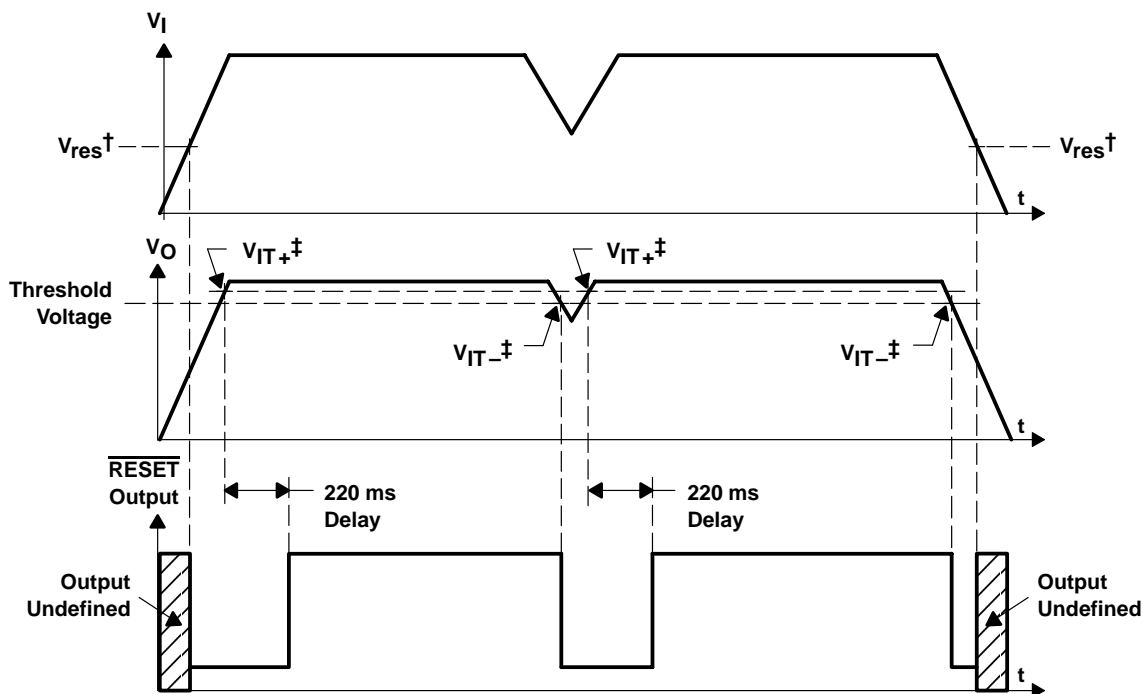 VI
Vres†
Vres†
t
VO
VIT+‡
VIT+‡
Threshold
Voltage
VIT−‡
VIT−‡
t
RESET
Output
220 ms
Delay
220 ms
Delay
Output
Undefined
Output
Undefined
t